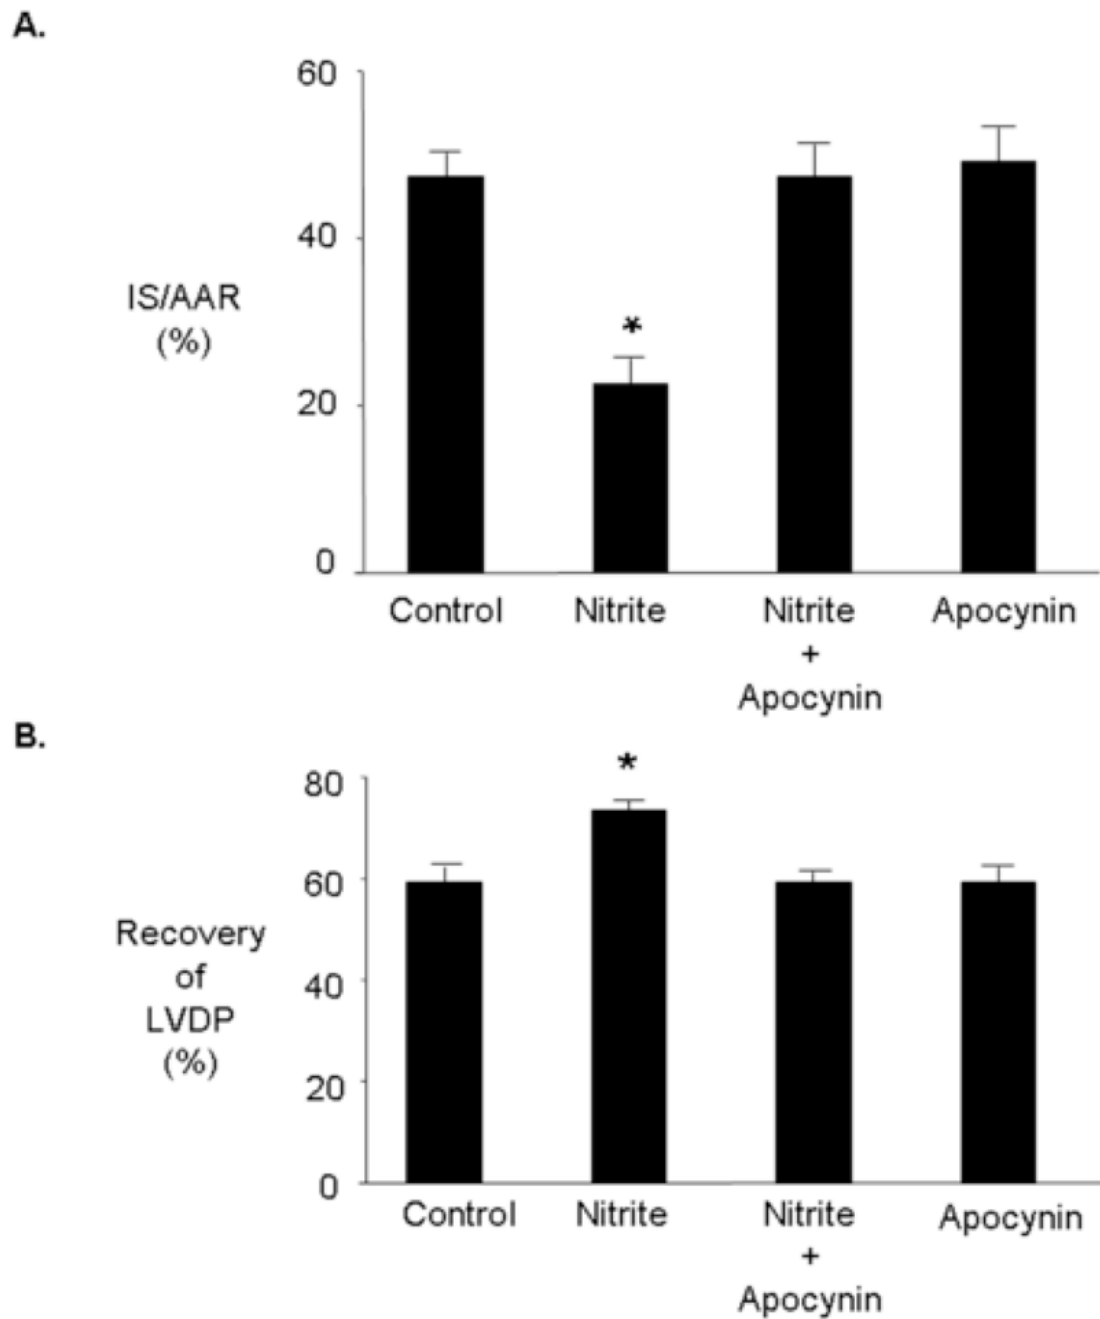 A.
60
40
20
0
IS/AAR
(%)
*
Control Nitrite Nitrite Apocynin
+
Apocynin
B.
80
60
40
20
0
Recovery
of
LVDP
(%)
*
Control Nitrite Nitrite Apocynin
+
Apocynin